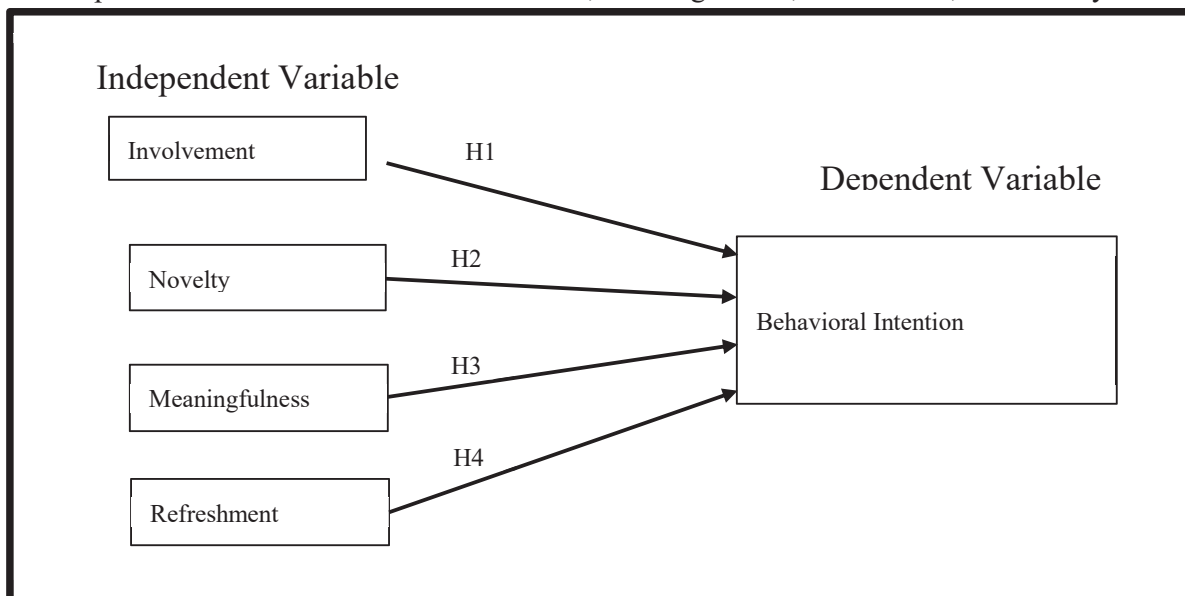 Independent Variable
Involvement
H1
Dependent Variable
Novelty
H2
Behavioral Intention
Meaningfulness
H3
Refreshment
H4